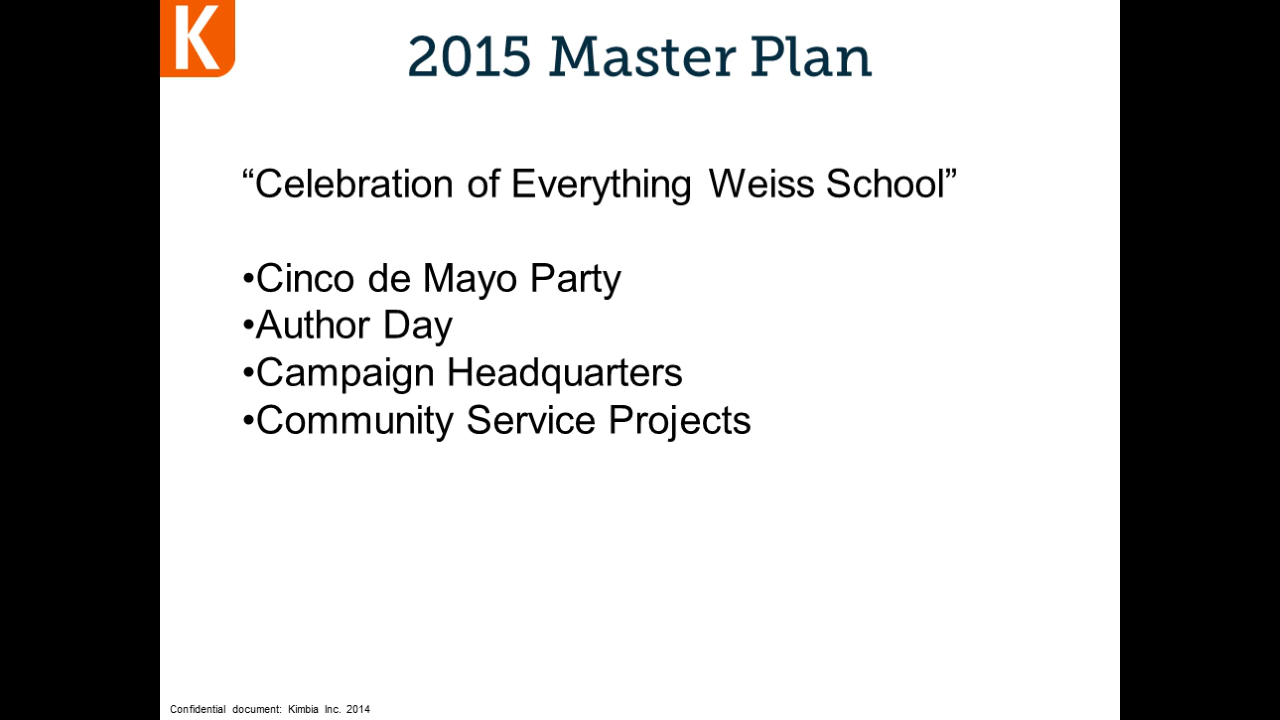 K
2015 Master Plan
“Celebration of Everything Weiss School”
•Cinco de Mayo Party
•Author Day
•Campaign Headquarters
•Community Service Projects
Confidential document: Kimbia Inc. 2014